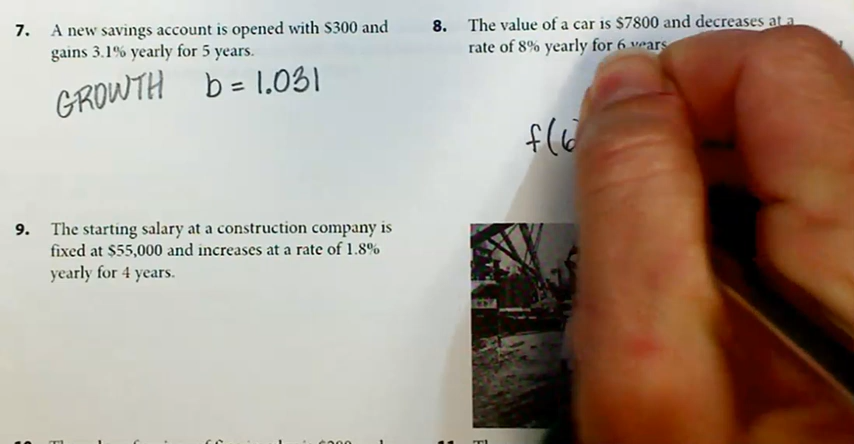 7. A new savings account is opened with $300 and
gains 3.1% yearly for 5 years.
GROWTH b = 1.031
8. The value of a car is $7800 and decreases at a
rate of 8% yearly for 6 years
f(6
9. The starting salary at a construction company is
fixed at $55,000 and increases at a rate of 1.8%
yearly for 4 years.